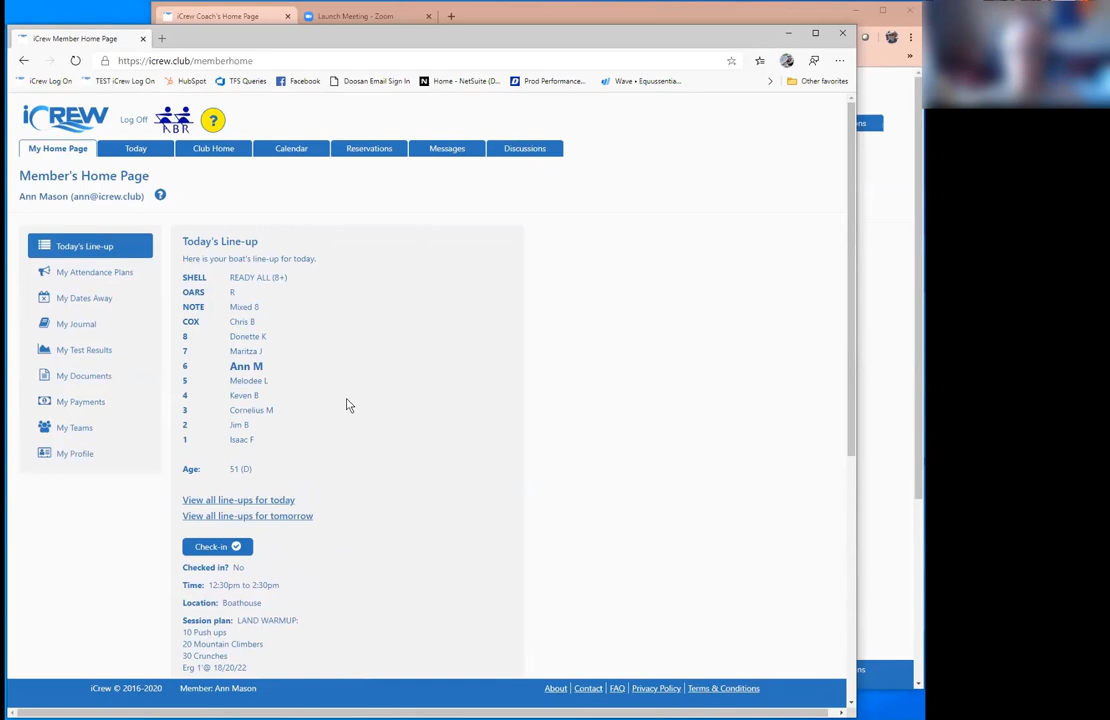 iCrew Coach's Home Page
Launch Meeting - Zoom
iCrew Member Home Page
https://icrew.club/memberhome
iCrew Log On TEST iCrew Log On HubSpot TFS Queries Facebook Doosan Email Sign In Home - NetSuite (D... Prod Performance... Wave • Equussentia... Other favorites
iCREW Log Off KBR ?
My Home Page Today Club Home Calendar Reservations Messages Discussions
Member's Home Page
Ann Mason (ann@icrew.club) ?
Today's Line-up
My Attendance Plans
My Dates Away
My Journal
My Test Results
My Documents
My Payments
My Teams
My Profile
Today's Line-up
Here is your boat's line-up for today.
SHELL READY ALL (8+)
OARS R
NOTE Mixed 8
COX Chris B
8 Donette K
7 Maritza J
6 Ann M
5 Melodee L
4 Keven B
3 Cornelius M
2 Jim B
1 Isaac F
Age: 51 (D)
View all line-ups for today
View all line-ups for tomorrow
Check-in
Checked in? No
Time: 12:30pm to 2:30pm
Location: Boathouse
Session plan: LAND WARMUP:
10 Push ups
20 Mountain Climbers
30 Crunches
Erg 1'@ 18/20/22
iCrew © 2016-2020 Member: Ann Mason About | Contact | FAQ | Privacy Policy | Terms & Conditions